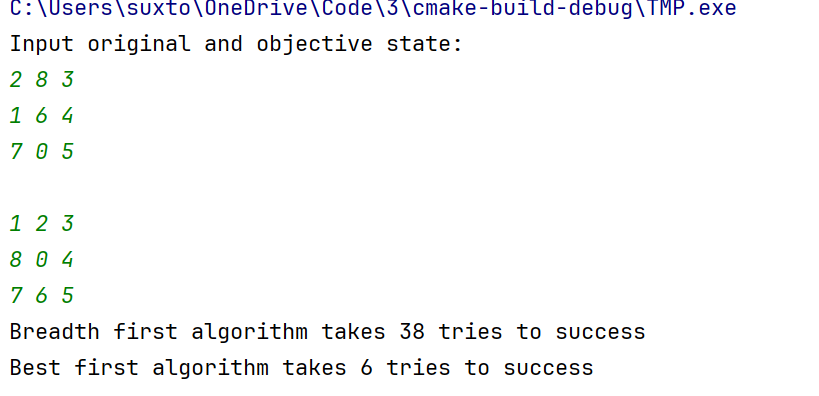 C:\Users\suxto\OneDrive\Code\3\cmake-build-debug\TMP.exe
Input original and objective state:
2 8 3
1 6 4
7 0 5
1 2 3
8 0 4
7 6 5
Breadth first algorithm takes 38 tries to success
Best first algorithm takes 6 tries to success